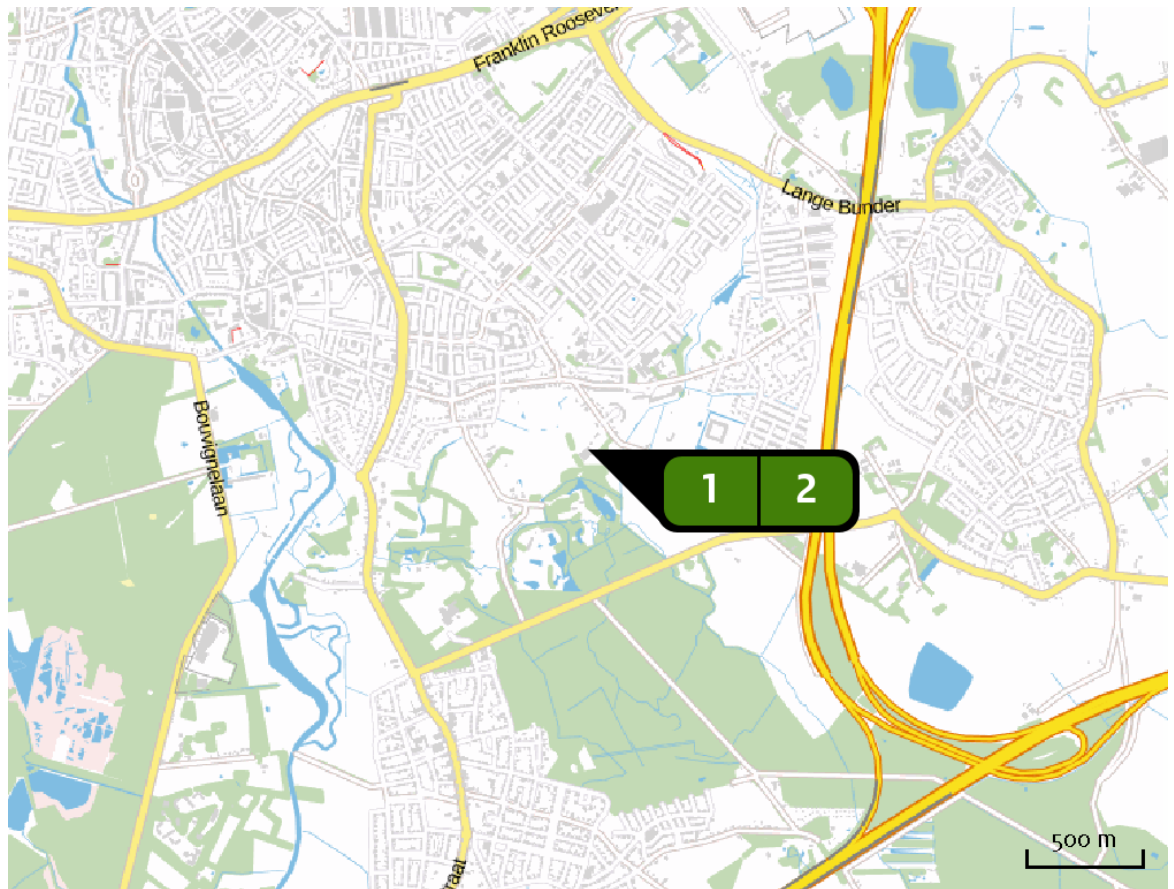 Franklin Roosevel
Lange Bunder
Bouvignelaan
1 2
500 m
raat